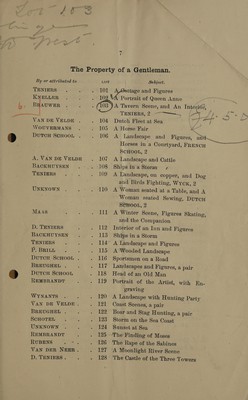 Lot 103
7
The Property of a Gentleman.
By or attributed to LOT Subject.
TENIERS . . . 101 A Cottage and Figures
KNELLER . . . 102 A Portrait of Queen Anne
BRAUWER . . . 103 A Tavern Scene, and An Interior,
TENIERS, 2
VAN DE VELDE . 104 Dutch Fleet at Sea
WOUVERMANS . . 105 A Horse Fair
DUTCH SCHOOL . . 106 A Landscape and Figures, and
Horses in a Courtyard, FRENCH
SCHOOL, 2
A. VAN DE VELDE . 107 A Landscape and Cattle
BACKHUYSEN . . 108 Ships in a Storm
TENIERS . . . 109 A Landscape, on copper, and Dog
and Birds Fighting, WYCK, 2
UNKNOWN . . . 110 A Woman seated at a Table, and A
Woman seated Sewing, DUTCH
SCHOOL, 2
MAAS . . . 111 A Winter Scene, Figures Skating,
and the Companion
D. TENIERS . . . 112 Interior of an Inn and Figures
BACKHUYSEN . . 113 Ships in a Storm
TENIERS . . . 114 A Landscape and Figures
P. BRILL . . . 115 A Wooded Landscape
DUTCH SCHOOL . . 116 Sportsmen on a Road
BREUGHEL . . . 117 Landscapes and Figures, a pair
DUTCH SCHOOL . . 118 Head of an Old Man
REMBRANDT . . 119 Portrait of the Artist, with En-
graving
WYNANTS . . . 120 A Landscape with Hunting Party
VAN DE VELDE . . 121 Coast Scenes, a pair
BREUGHEL . . . 122 Boar and Stag Hunting, a pair
SCHOTEL . . . 123 Storm on the Sea Coast
UNKNOWN . . . 124 Sunset at Sea
REMBRANDT . . 125 The Finding of Moses
RUBENS . . . 126 The Rape of the Sabines
VAN DER NEER . . 127 A Moonlight River Scene
D. TENIERS . . . 128 The Castle of the Three Towers